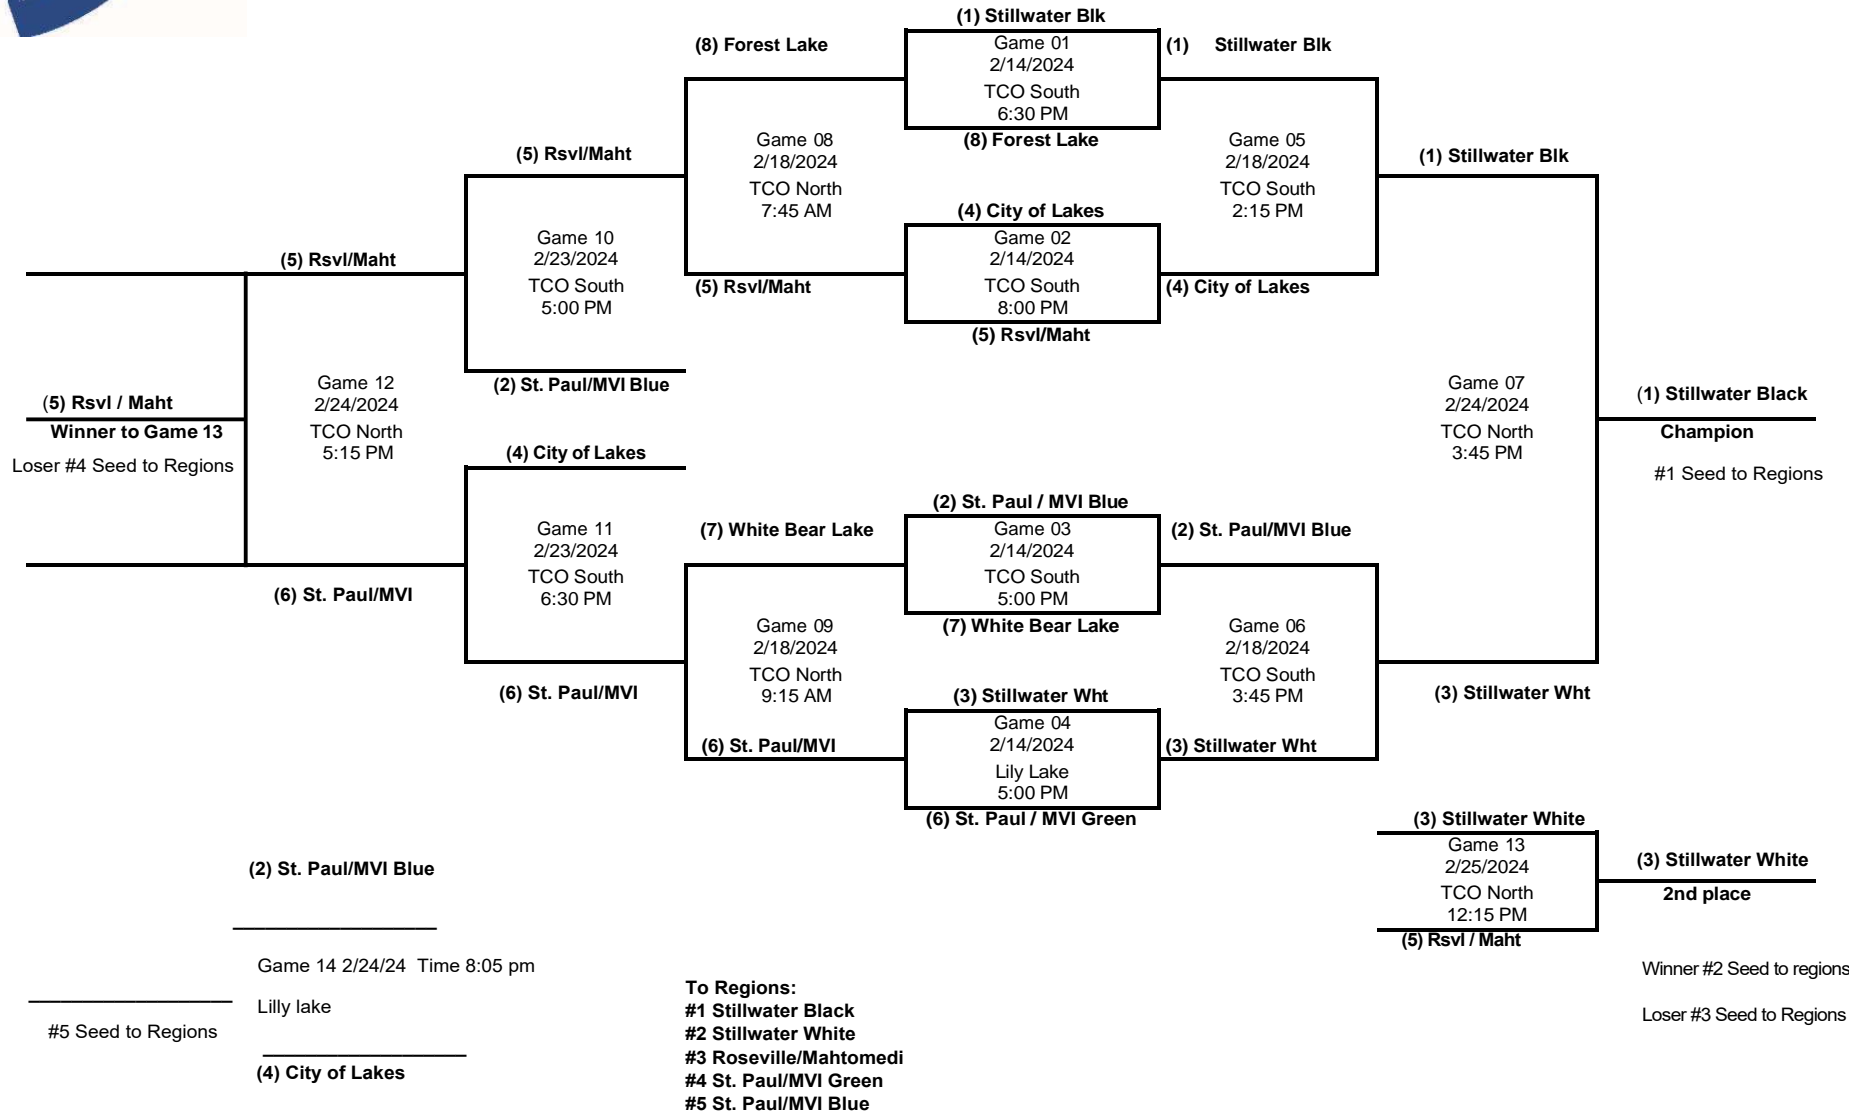 (1) Stillwater Blk
(8) Forest Lake
Game 01
2/14/2024
TCO South
6:30 PM
(1) Stillwater Blk
(8) Forest Lake
Game 08
2/18/2024
TCO North
7:45 AM
Game 05
2/18/2024
TCO South
2:15 PM
(5) Rsvl/Maht
(1) Stillwater Blk
(4) City of Lakes
Game 02
2/14/2024
TCO South
8:00 PM
(5) Rsvl/Maht
Game 10
2/23/2024
TCO South
5:00 PM
(5) Rsvl/Maht
(5) Rsvl/Maht
(4) City of Lakes
(2) St. Paul/MVI Blue
Game 12
2/24/2024
TCO North
5:15 PM
(5) Rsvl / Maht
Winner to Game 13
Loser #4 Seed to Regions
Game 07
2/24/2024
TCO North
3:45 PM
(1) Stillwater Black
Champion
#1 Seed to Regions
(4) City of Lakes
Game 11
2/23/2024
TCO South
6:30 PM
(7) White Bear Lake
(2) St. Paul / MVI Blue
Game 03
2/14/2024
TCO South
5:00 PM
(7) White Bear Lake
(2) St. Paul/MVI Blue
(6) St. Paul/MVI
Game 09
2/18/2024
TCO North
9:15 AM
Game 06
2/18/2024
TCO South
3:45 PM
(6) St. Paul/MVI
(3) Stillwater Wht
(3) Stillwater Wht
Game 04
2/14/2024
Lily Lake
5:00 PM
(6) St. Paul / MVI Green
(6) St. Paul/MVI
(3) Stillwater Wht
(3) Stillwater White
Game 13
2/25/2024
TCO North
12:15 PM
(5) Rsvl / Maht
(3) Stillwater White
2nd place
Winner #2 Seed to regions
Loser #3 Seed to Regions
(2) St. Paul/MVI Blue
Game 14 2/24/24 Time 8:05 pm
Lilly lake
#5 Seed to Regions
(4) City of Lakes
To Regions:
#1 Stillwater Black
#2 Stillwater White
#3 Roseville/Mahtomedi
#4 St. Paul/MVI Green
#5 St. Paul/MVI Blue